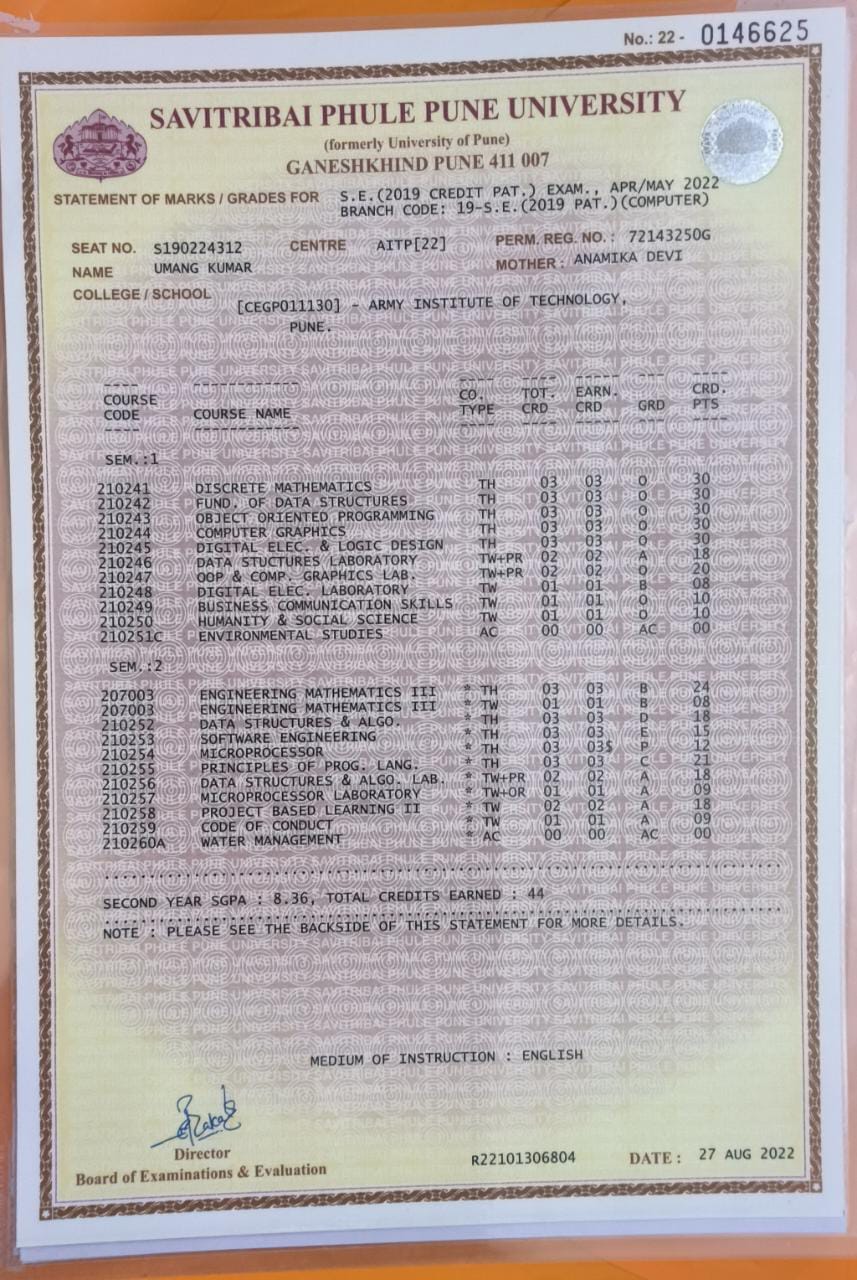 No.: 22 - 0146625
SAVITRIBAI PHULE PUNE UNIVERSITY
(formerly University of Pune)
GANESHKHIND PUNE 411 007
STATEMENT OF MARKS / GRADES FOR S.E.(2019 CREDIT PAT.) EXAM., APR/MAY 2022
BRANCH CODE: 19-S.E.(2019 PAT.)(COMPUTER)
SEAT NO. S190224312 CENTRE AITP[22] PERM. REG. NO. : 72143250G
NAME UMANG KUMAR MOTHER : ANAMIKA DEVI
COLLEGE / SCHOOL [CEGP011130] - ARMY INSTITUTE OF TECHNOLOGY,
PUNE.
COURSE CODE COURSE NAME CO. TYPE TOT. CRD EARN. CRD GRD CRD. PTS
SEM.:1
210241 DISCRETE MATHEMATICS TH 03 03 O 30
210242 FUND. OF DATA STRUCTURES TH 03 03 O 30
210243 OBJECT ORIENTED PROGRAMMING TH 03 03 O 30
210244 COMPUTER GRAPHICS TH 03 03 O 30
210245 DIGITAL ELEC. & LOGIC DESIGN TH 03 03 O 30
210246 DATA STUCTURES LABORATORY TW+PR 02 02 A 18
210247 OOP & COMP. GRAPHICS LAB. TW+PR 02 02 O 20
210248 DIGITAL ELEC. LABORATORY TW 01 01 B 08
210249 BUSINESS COMMUNICATION SKILLS TW 01 01 O 10
210250 HUMANITY & SOCIAL SCIENCE TW 01 01 O 10
210251C ENVIRONMENTAL STUDIES AC 00 00 AC 00
SEM.:2
207003 ENGINEERING MATHEMATICS III * TH 03 03 B 24
207003 ENGINEERING MATHEMATICS III * TW 01 01 B 08
210252 DATA STRUCTURES & ALGO. * TH 03 03 D 18
210253 SOFTWARE ENGINEERING * TH 03 03 E 15
210254 MICROPROCESSOR * TH 03 03$ P 12
210255 PRINCIPLES OF PROG. LANG. * TH 03 03 C 21
210256 DATA STRUCTURES & ALGO. LAB. * TW+PR 02 02 A 18
210257 MICROPROCESSOR LABORATORY * TW+OR 01 01 A 09
210258 PROJECT BASED LEARNING II * TW 02 02 A 18
210259 CODE OF CONDUCT * TW 01 01 A 09
210260A WATER MANAGEMENT * AC 00 00 AC 00
SECOND YEAR SGPA : 8.36, TOTAL CREDITS EARNED : 44
NOTE : PLEASE SEE THE BACKSIDE OF THIS STATEMENT FOR MORE DETAILS.
MEDIUM OF INSTRUCTION : ENGLISH
Director
Board of Examinations & Evaluation
R22101306804 DATE : 27 AUG 2022